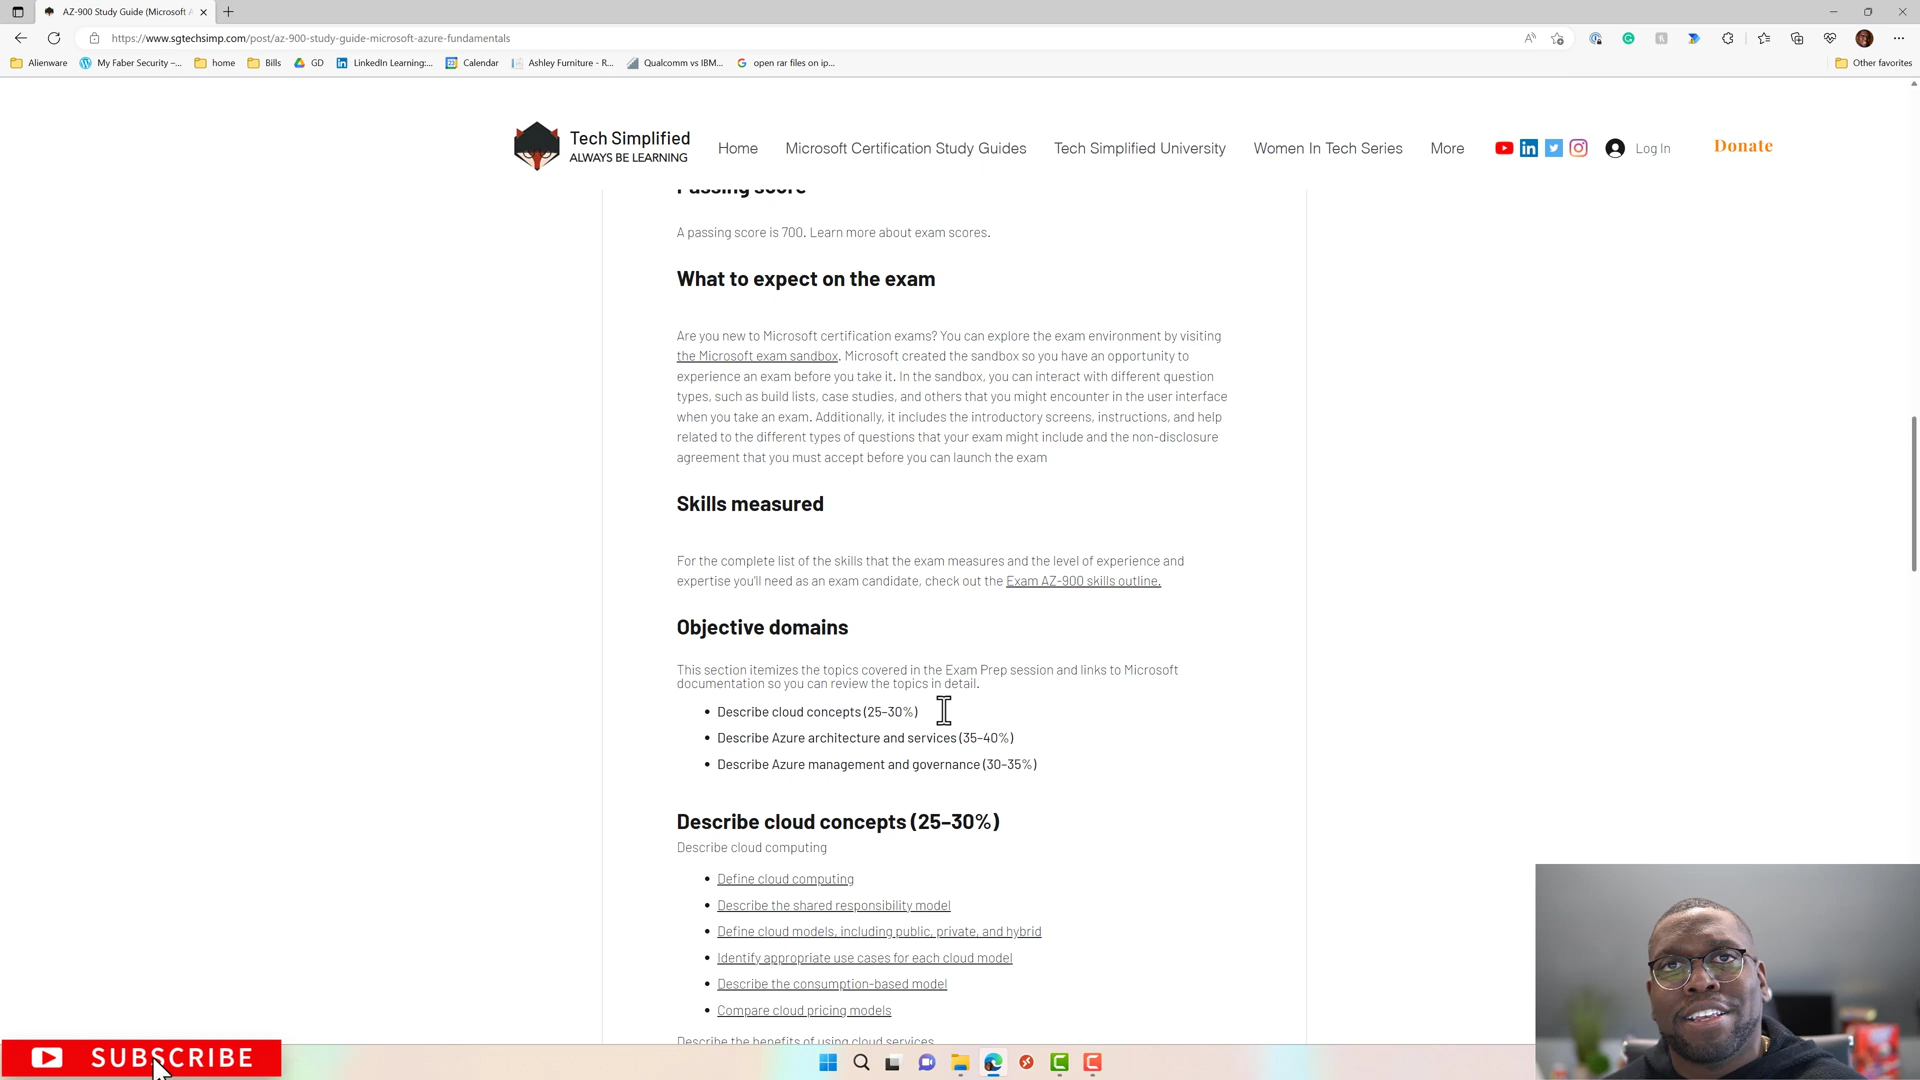 AZ-900 Study Guide (Microsoft A
https://www.sgtechsimp.com/post/az-900-study-guide-microsoft-azure-fundamentals
Alienware
My Faber Security –...
home
Bills
GD
LinkedIn Learning:...
Calendar
Ashley Furniture - R...
Qualcomm vs IBM...
open rar files on ip...
Other favorites
Tech Simplified
ALWAYS BE LEARNING
Home
Microsoft Certification Study Guides
Tech Simplified University
Women In Tech Series
More
Log In
Donate
Passing score
A passing score is 700. Learn more about exam scores.
What to expect on the exam
Are you new to Microsoft certification exams? You can explore the exam environment by visiting
the Microsoft exam sandbox. Microsoft created the sandbox so you have an opportunity to
experience an exam before you take it. In the sandbox, you can interact with different question
types, such as build lists, case studies, and others that you might encounter in the user interface
when you take an exam. Additionally, it includes the introductory screens, instructions, and help
related to the different types of questions that your exam might include and the non-disclosure
agreement that you must accept before you can launch the exam
Skills measured
For the complete list of the skills that the exam measures and the level of experience and
expertise you'll need as an exam candidate, check out the Exam AZ-900 skills outline.
Objective domains
This section itemizes the topics covered in the Exam Prep session and links to Microsoft
documentation so you can review the topics in detail.
• Describe cloud concepts (25–30%)
• Describe Azure architecture and services (35–40%)
• Describe Azure management and governance (30–35%)
Describe cloud concepts (25–30%)
Describe cloud computing
• Define cloud computing
• Describe the shared responsibility model
• Define cloud models, including public, private, and hybrid
• Identify appropriate use cases for each cloud model
• Describe the consumption-based model
• Compare cloud pricing models
Describe the benefits of using cloud services
SUBSCRIBE